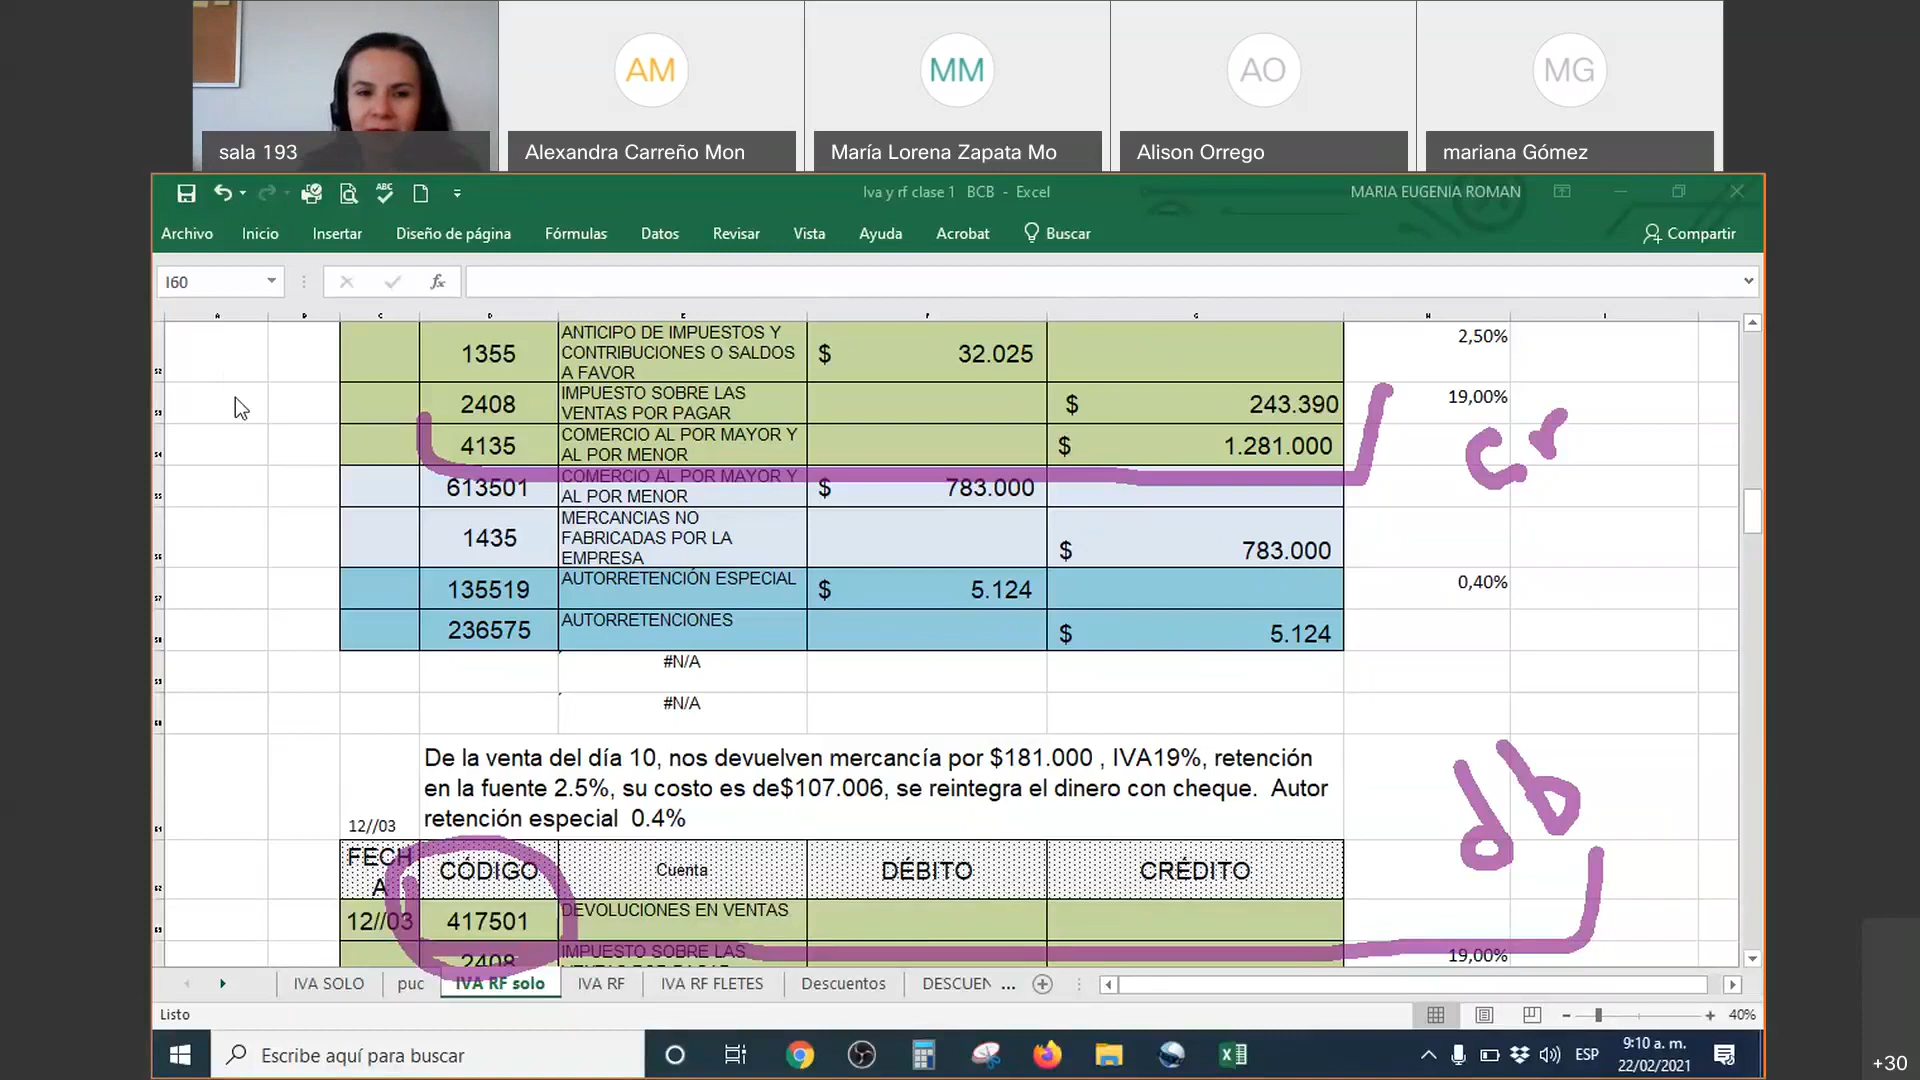 AM
MM
AO
MG
sala 193
Alexandra Carreño Mon
María Lorena Zapata Mo
Alison Orrego
mariana Gómez
Iva y rf clase 1 BCB - Excel
MARIA EUGENIA ROMAN
Archivo
Inicio
Insertar
Diseño de página
Fórmulas
Datos
Revisar
Vista
Ayuda
Acrobat
Buscar
Compartir
I60
fx
1355
ANTICIPO DE IMPUESTOS Y
CONTRIBUCIONES O SALDOS
A FAVOR
$ 32.025
2,50%
2408
IMPUESTO SOBRE LAS
VENTAS POR PAGAR
$ 243.390
19,00%
4135
COMERCIO AL POR MAYOR Y
AL POR MENOR
$ 1.281.000
cr
613501
COMERCIO AL POR MAYOR Y
AL POR MENOR
$ 783.000
1435
MERCANCIAS NO
FABRICADAS POR LA
EMPRESA
$ 783.000
135519
AUTORRETENCIÓN ESPECIAL
$ 5.124
0,40%
236575
AUTORRETENCIONES
$ 5.124
#N/A
#N/A
De la venta del día 10, nos devuelven mercancía por $181.000 , IVA19%, retención
en la fuente 2.5%, su costo es de$107.006, se reintegra el dinero con cheque. Autor
retención especial 0.4%
db
12//03
FECH
A
CÓDIGO
Cuenta
DÉBITO
CRÉDITO
12//03
417501
DEVOLUCIONES EN VENTAS
2408
IMPUESTO SOBRE LAS
19,00%
IVA SOLO
puc
IVA RF solo
IVA RF
IVA RF FLETES
Descuentos
DESCUEN ...
Listo
40%
Escribe aquí para buscar
ESP
9:10 a. m.
22/02/2021
+30